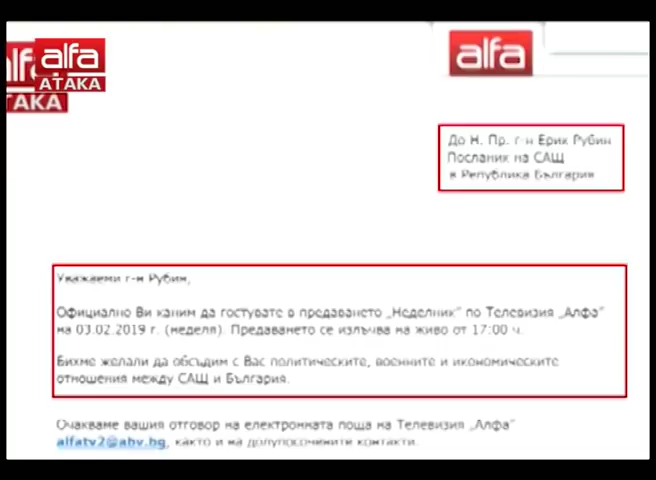 alfa
АТАКА
alfa
До Н. Пр. г-н Ерик Рубин
Посланик на САЩ
в Република България
Уважаеми г-н Рубин,
Официално Ви каним да гостувате в предаването „Неделник“ по Телевизия „Алфа“
на 03.02.2019 г. (неделя). Предаването се излъчва на живо от 17:00 ч.
Бихме желали да обсъдим с Вас политическите, военните и икономическите
отношения между САЩ и България.
Очакваме вашия отговор на електронната поща на Телевизия „Алфа“
alfatv2@abv.bg, както и на долупосочените контакти.